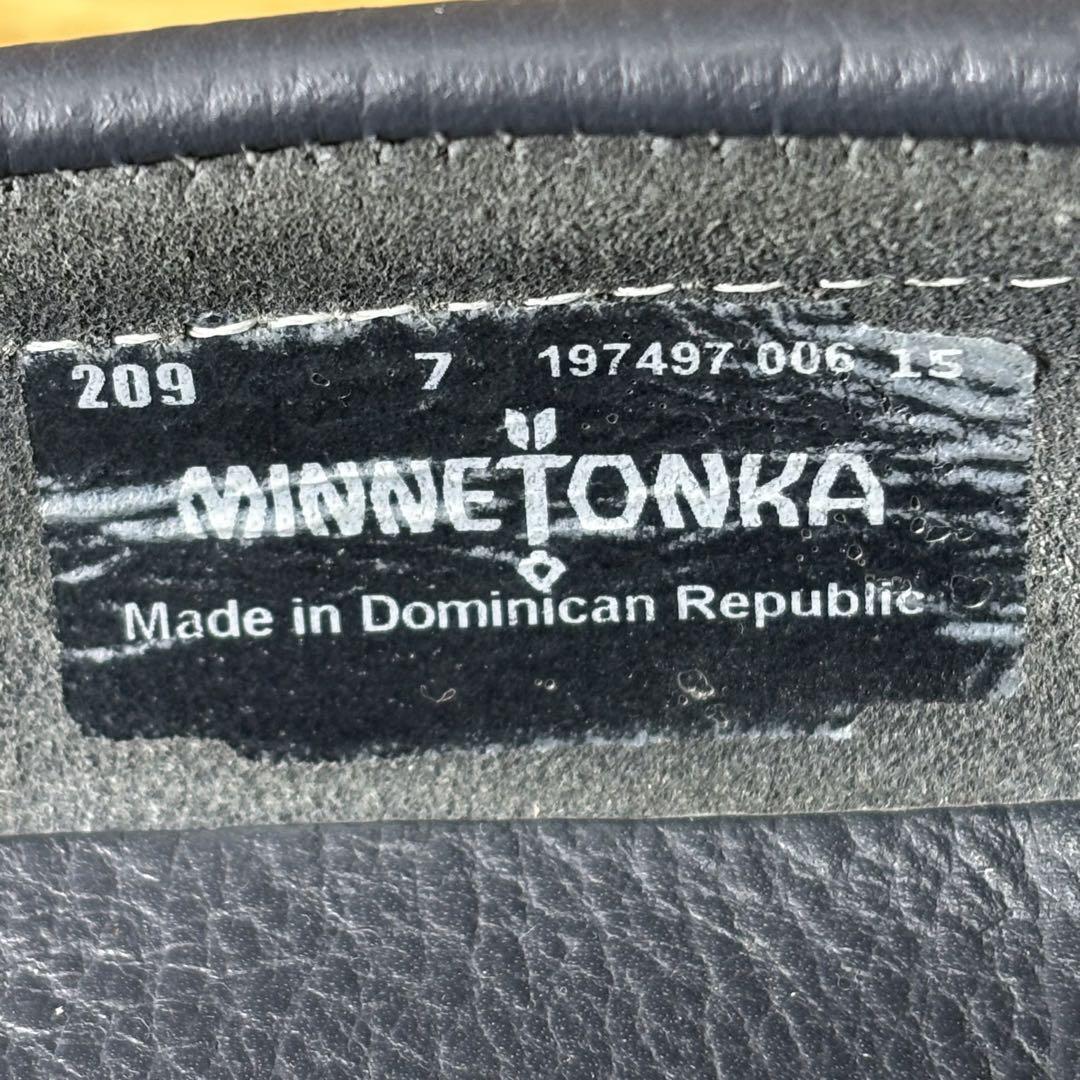 209 7 197497 006 15
MINNETONKA
Made in Dominican Republic